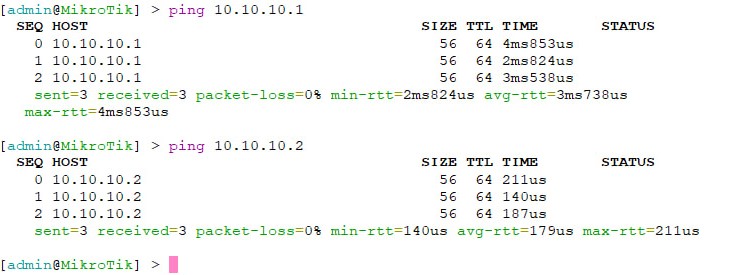 [admin@MikroTik] > ping 10.10.10.1
SEQ HOST SIZE TTL TIME STATUS
0 10.10.10.1 56 64 4ms853us
1 10.10.10.1 56 64 2ms824us
2 10.10.10.1 56 64 3ms538us
sent=3 received=3 packet-loss=0% min-rtt=2ms824us avg-rtt=3ms738us
max-rtt=4ms853us
[admin@MikroTik] > ping 10.10.10.2
SEQ HOST SIZE TTL TIME STATUS
0 10.10.10.2 56 64 211us
1 10.10.10.2 56 64 140us
2 10.10.10.2 56 64 187us
sent=3 received=3 packet-loss=0% min-rtt=140us avg-rtt=179us max-rtt=211us
[admin@MikroTik] >